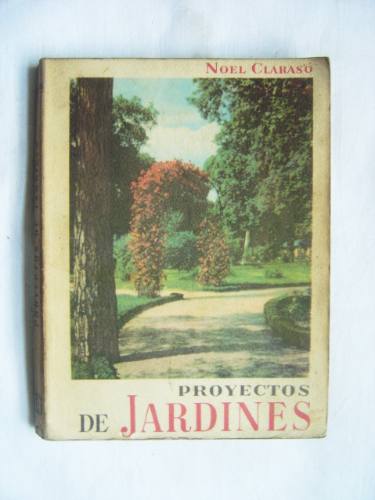 NOEL CLARASÓ
PROYECTOS
DE JARDINES